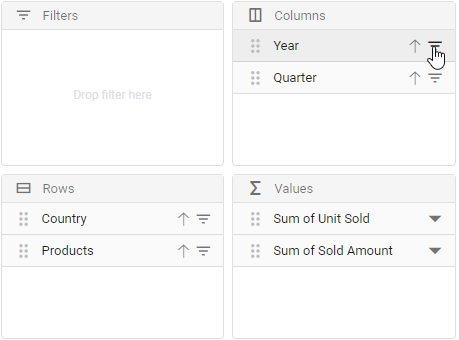 Filters
Drop filter here
Columns
Year
Quarter
Rows
Country
Products
Values
Sum of Unit Sold
Sum of Sold Amount